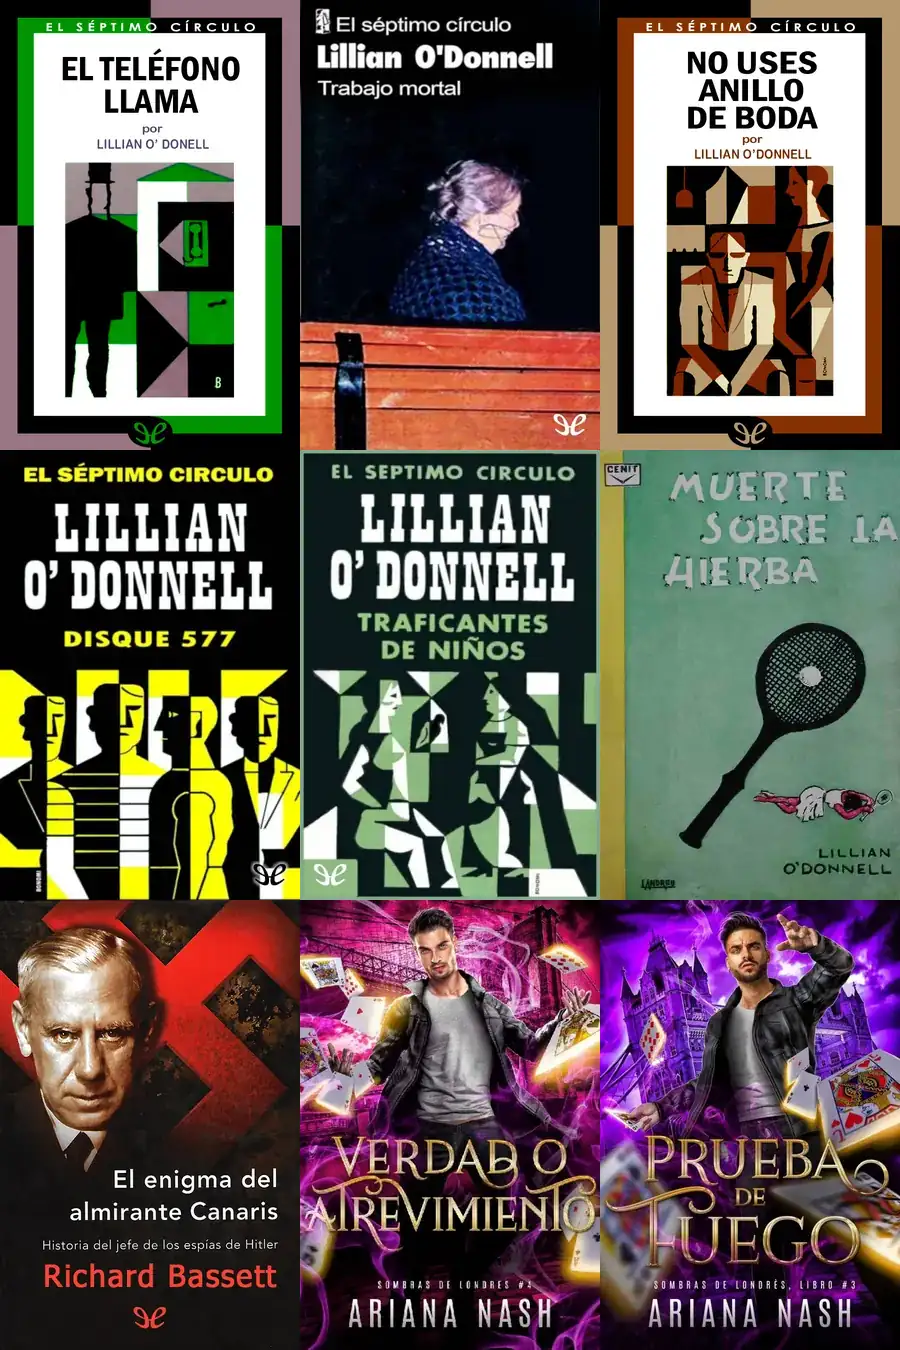 EL SÉPTIMO CÍRCULO
EL TELÉFONO
LLAMA
por
LILLIAN O' DONELL
B
El séptimo círculo
Lillian O'Donnell
Trabajo mortal
EL SÉPTIMO CÍRCULO
NO USES
ANILLO
DE BODA
por
LILLIAN O'DONNELL
BONOMI
EL SÉPTIMO CIRCULO
LILLIAN
O'DONNELL
DISQUE 577
BONOMI
EL SEPTIMO CIRCULO
LILLIAN
O'DONNELL
TRAFICANTES
DE NIÑOS
BONOMI
CENIT
MUERTE
SOBRE LA
HIERBA
LILLIAN
O'DONNELL
LANDROU
El enigma del
almirante Canaris
Historia del jefe de los espías de Hitler
Richard Bassett
VERDAD O
ATREVIMIENTO
SOMBRAS DE LONDRES #4
ARIANA NASH
PRUEBA
DE
FUEGO
SOMBRAS DE LONDRES, LIBRO #3
ARIANA NASH